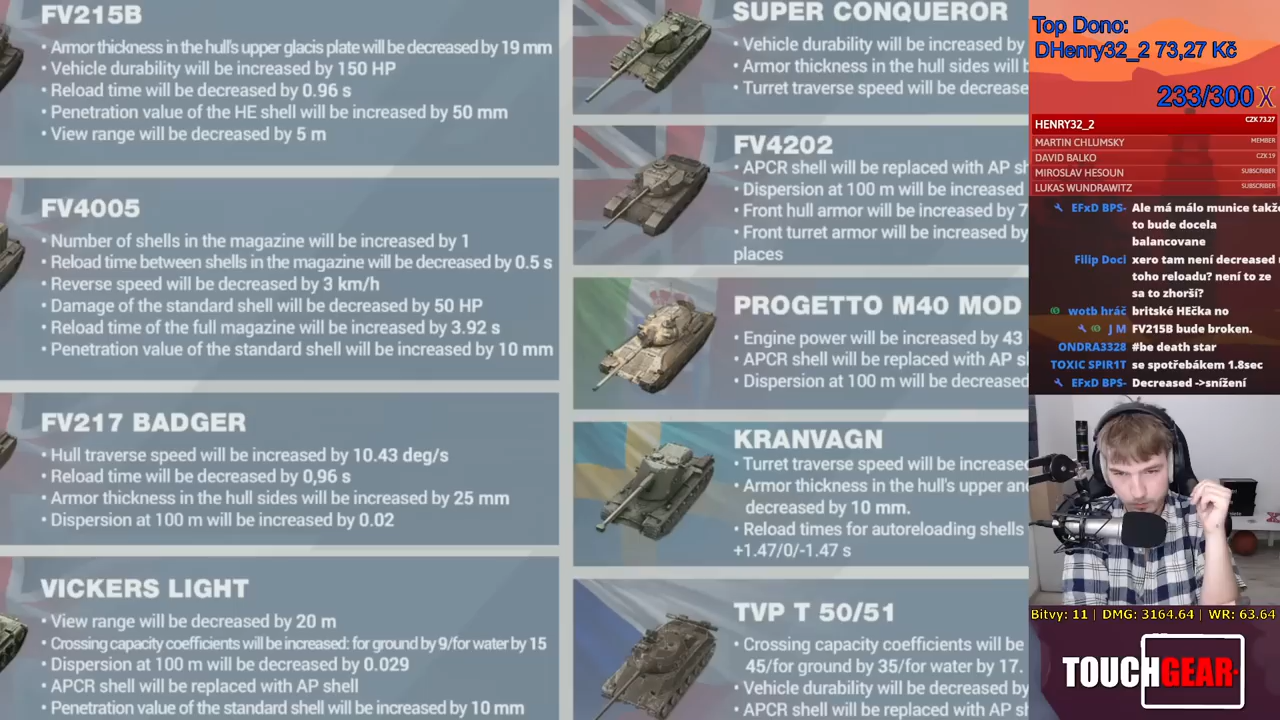 FV215B
• Armor thickness in the hull's upper glacis plate will be decreased by 19 mm
• Vehicle durability will be increased by 150 HP
• Reload time will be decreased by 0.96 s
• Penetration value of the HE shell will be increased by 50 mm
• View range will be decreased by 5 m
FV4005
• Number of shells in the magazine will be increased by 1
• Reload time between shells in the magazine will be decreased by 0.5 s
• Reverse speed will be decreased by 3 km/h
• Damage of the standard shell will be decreased by 50 HP
• Reload time of the full magazine will be increased by 3.92 s
• Penetration value of the standard shell will be increased by 10 mm
FV217 BADGER
• Hull traverse speed will be increased by 10.43 deg/s
• Reload time will be decreased by 0,96 s
• Armor thickness in the hull sides will be increased by 25 mm
• Dispersion at 100 m will be increased by 0.02
VICKERS LIGHT
• View range will be decreased by 20 m
• Crossing capacity coefficients will be increased: for ground by 9/for water by 15
• Dispersion at 100 m will be decreased by 0.029
• APCR shell will be replaced with AP shell
• Penetration value of the standard shell will be increased by 10 mm
SUPER CONQUEROR
• Vehicle durability will be increased by
• Armor thickness in the hull sides will b
• Turret traverse speed will be decrease
FV4202
• APCR shell will be replaced with AP sh
• Dispersion at 100 m will be increased
• Front hull armor will be increased by 7
• Front turret armor will be increased by
places
PROGETTO M40 MOD
• Engine power will be increased by 43
• APCR shell will be replaced with AP sh
• Dispersion at 100 m will be decreased
KRANVAGN
• Turret traverse speed will be increased
• Armor thickness in the hull's upper and
decreased by 10 mm.
• Reload times for autoreloading shells
+1.47/0/-1.47 s
TVP T 50/51
• Crossing capacity coefficients will be
45/for ground by 35/for water by 17.
• Vehicle durability will be decreased by
• APCR shell will be replaced with AP s
Top Dono:
DHenry32_2 73,27 Kč
233/300 X
HENRY32_2 CZK 73.27
MARTIN CHLUMSKY MEMBER
DAVID BALKO CZK 19
MIROSLAV HESOUN SUBSCRIBER
LUKAS WUNDRAWITZ SUBSCRIBER
EFxD BPS- Ale má málo munice takže
to bude docela
balancovane
Filip Doci xero tam není decreased u
toho reloadu? není to ze
sa to zhorší?
wotb hráč britské HEčka no
J M FV215B bude broken.
ONDRA3328 #be death star
TOXIC SPIR1T se spotřebákem 1.8sec
EFxD BPS- Decreased ->snížení
Bitvy: 11 | DMG: 3164.64 | WR: 63.64
TOUCHGEAR